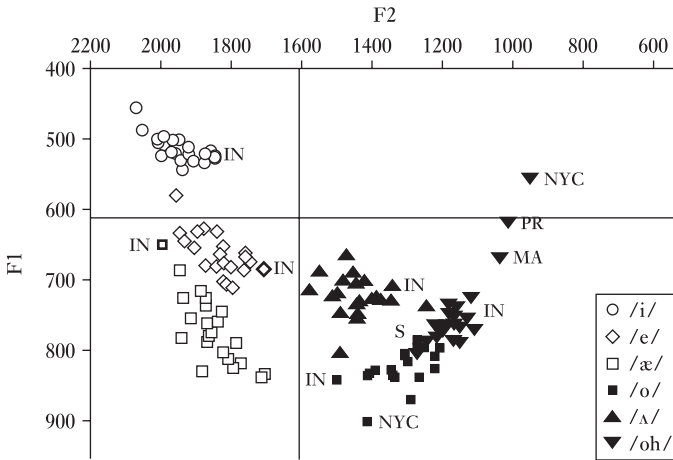 F2
2200 2000 1800 1600 1400 1200 1000 800 600
400
500
600
700
800
900
F1
IN
NYC
PR
IN
IN
MA
IN
IN
S
IN
NYC
/i/
/e/
/æ/
/o/
/ʌ/
/oh/